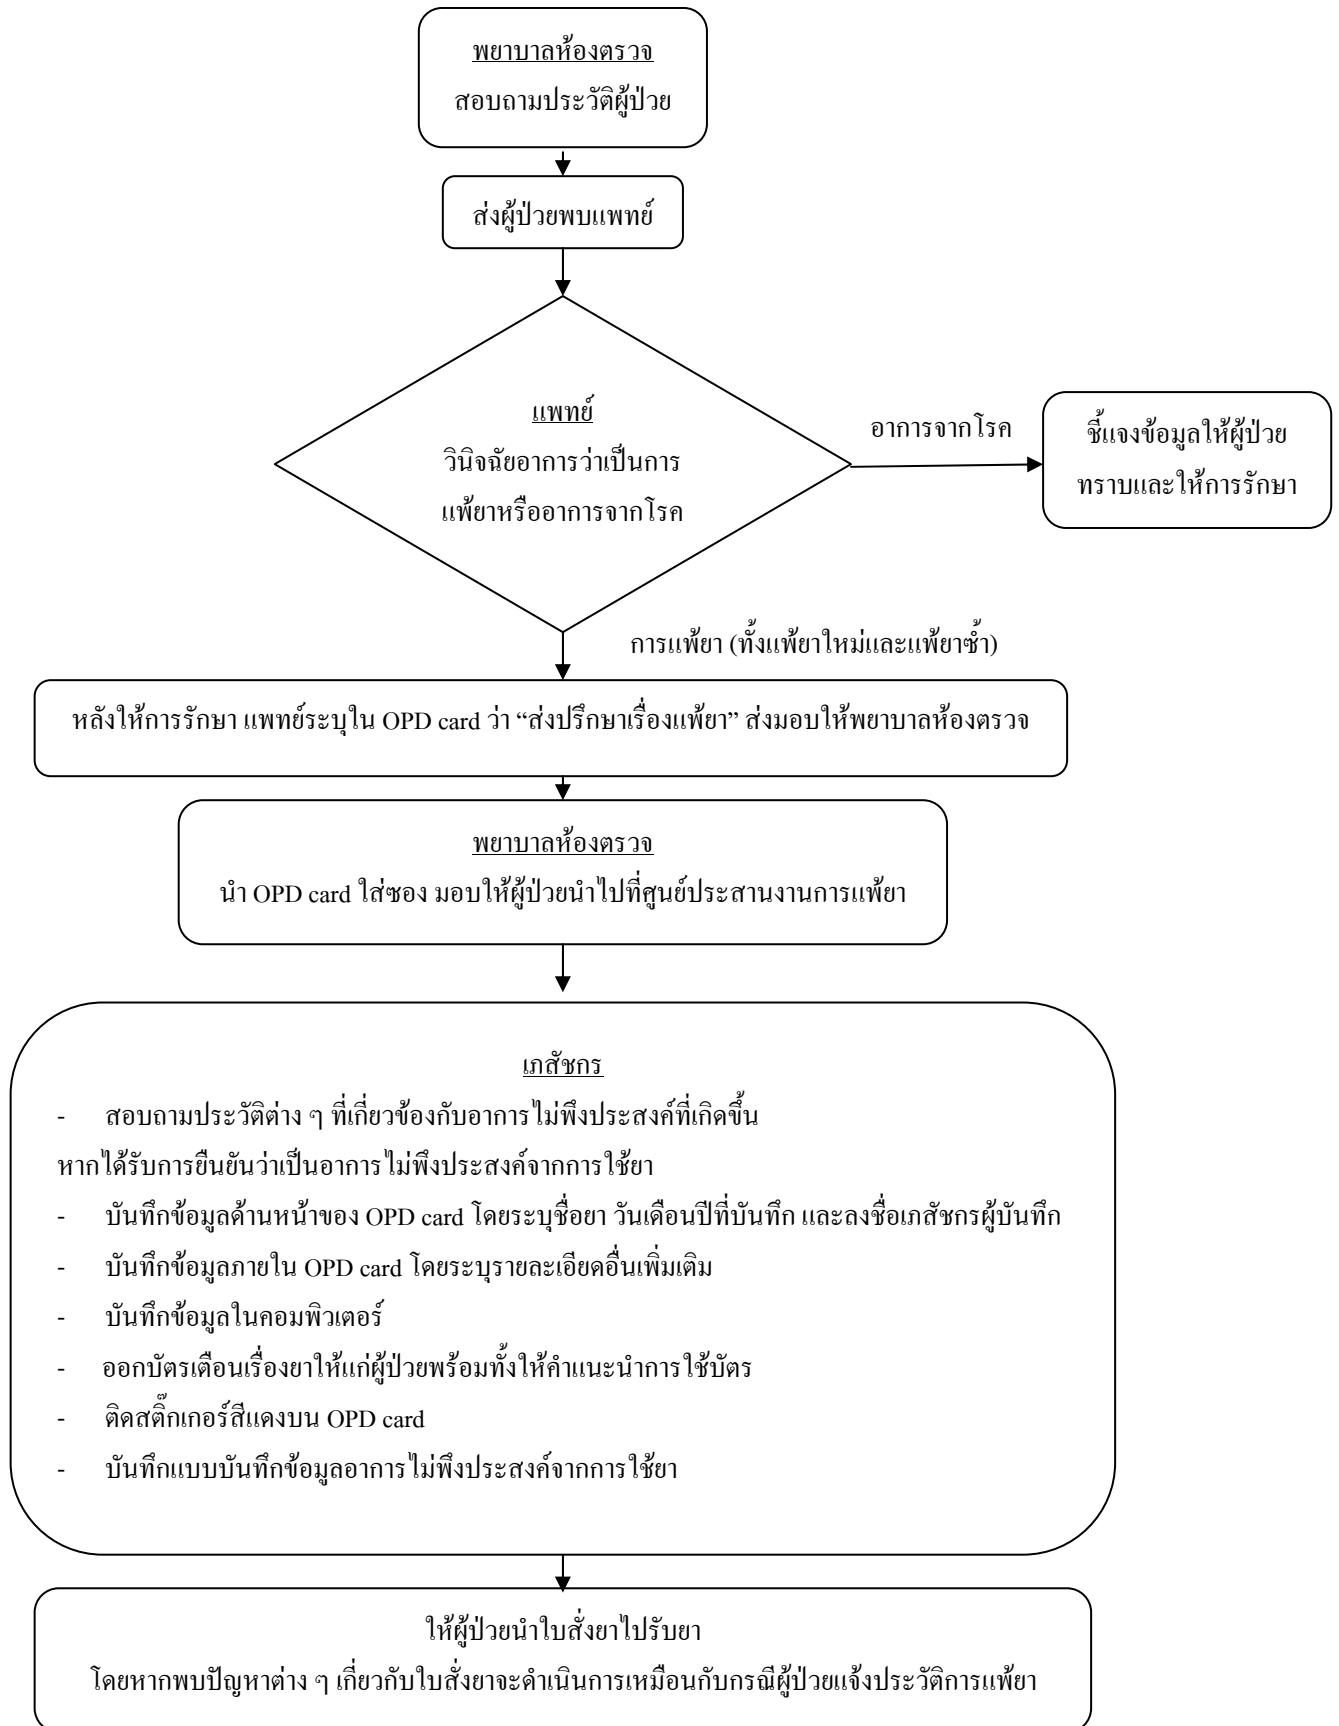 พยาบาลห้องตรวจ
สอบถามประวัติผู้ป่วย
ส่งผู้ป่วยพบแพทย์
แพทย์
วินิจฉัยอาการว่าเป็นการ
แพ้ยาหรืออาการจากโรค
อาการจากโรค
ชี้แจงข้อมูลให้ผู้ป่วย
ทราบและให้การรักษา
การแพ้ยา (ทั้งแพ้ยาใหม่และแพ้ยาซ้ำ)
หลังให้การรักษา แพทย์ระบุใน OPD card ว่า “ส่งปรึกษาเรื่องแพ้ยา” ส่งมอบให้พยาบาลห้องตรวจ
พยาบาลห้องตรวจ
นำ OPD card ใส่ซอง มอบให้ผู้ป่วยนำไปที่ศูนย์ประสานงานการแพ้ยา
เภสัชกร
- สอบถามประวัติต่าง ๆ ที่เกี่ยวข้องกับอาการไม่พึงประสงค์ที่เกิดขึ้น
หากได้รับการยืนยันว่าเป็นอาการไม่พึงประสงค์จากการใช้ยา
- บันทึกข้อมูลด้านหน้าของ OPD card โดยระบุชื่อยา วันเดือนปีที่บันทึก และลงชื่อเภสัชกรผู้บันทึก
- บันทึกข้อมูลภายใน OPD card โดยระบุรายละเอียดอื่นเพิ่มเติม
- บันทึกข้อมูลในคอมพิวเตอร์
- ออกบัตรเตือนเรื่องยาให้แก่ผู้ป่วยพร้อมทั้งให้คำแนะนำการใช้บัตร
- ติดสติ๊กเกอร์สีแดงบน OPD card
- บันทึกแบบบันทึกข้อมูลอาการไม่พึงประสงค์จากการใช้ยา
ให้ผู้ป่วยนำใบสั่งยาไปรับยา
โดยหากพบปัญหาต่าง ๆ เกี่ยวกับใบสั่งยาจะดำเนินการเหมือนกับกรณีผู้ป่วยแจ้งประวัติการแพ้ยา